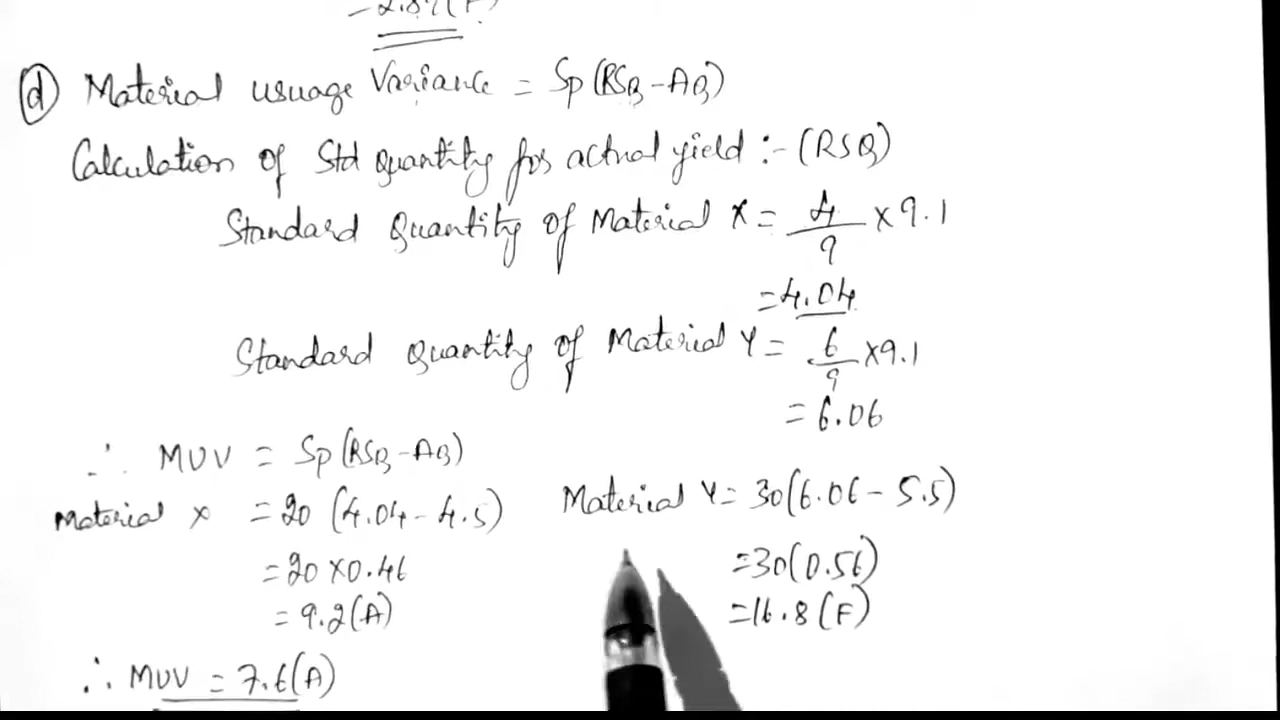 = 2.89(F)
(d) Material usuage Variance = Sp(RSQ - AQ)
Calculation of Std Quantity for actual yield :- (RSQ)
Standard Quantity of Material X = 4/9 × 9.1
= 4.04
Standard Quantity of Material Y = 6/9 × 9.1
= 6.06
∴ MUV = Sp(RSQ - AQ)
Material X = 20 (4.04 - 4.5) Material Y = 30(6.06 - 5.5)
= 20 × 0.46 = 30(0.56)
= 9.2(A) = 16.8(F)
∴ MUV = 7.6(A)